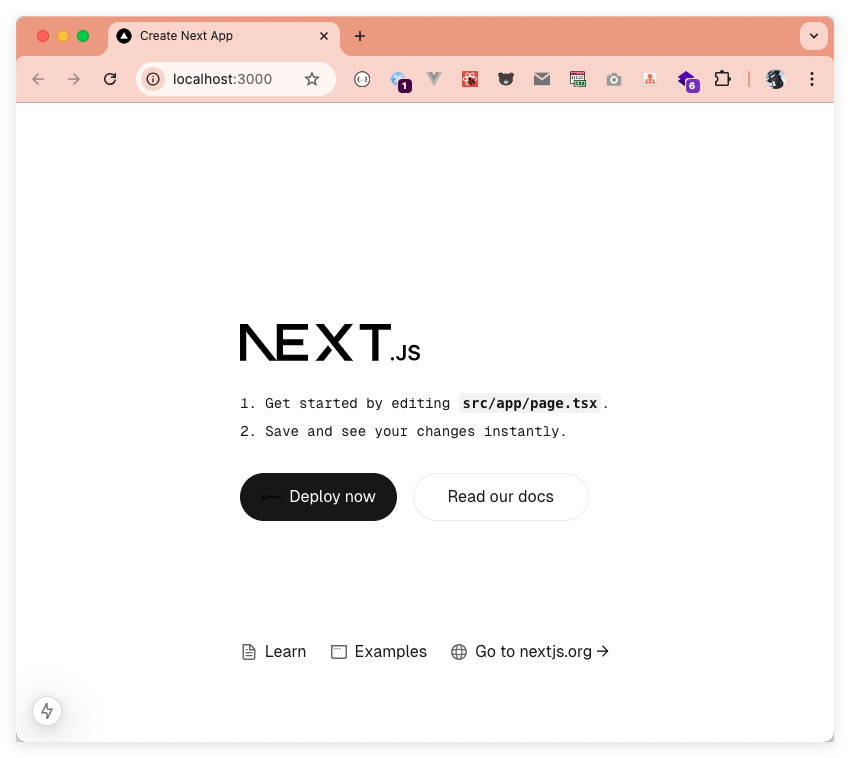 Create Next App
localhost:3000
1
6
NEXT.JS
1. Get started by editing src/app/page.tsx.
2. Save and see your changes instantly.
Deploy now
Read our docs
Learn
Examples
Go to nextjs.org →